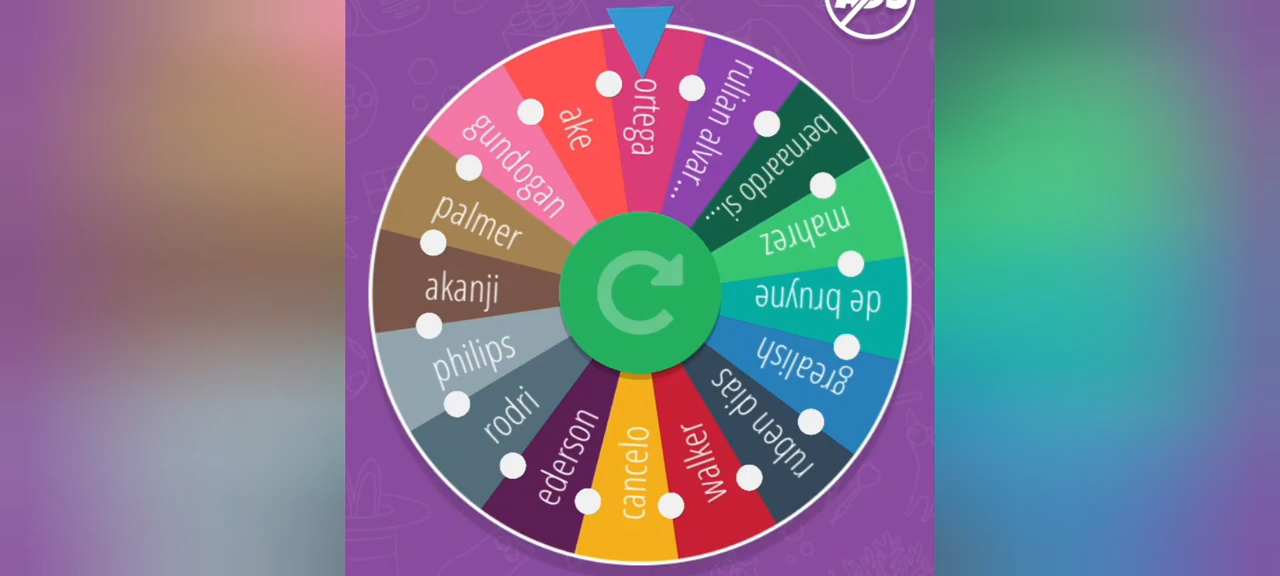 ortega
rulian alvar...
bernaardo si...
mahrez
de bruyne
grealish
ruben dias
walker
cancelo
ederson
rodri
philips
akanji
palmer
gundogan
ake